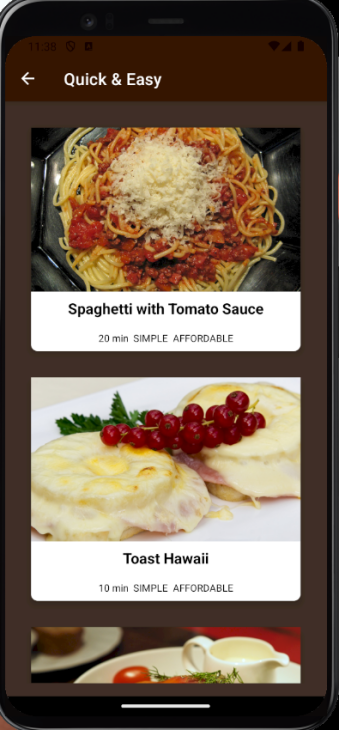 11:38
Quick & Easy
Spaghetti with Tomato Sauce
20 min SIMPLE AFFORDABLE
Toast Hawaii
10 min SIMPLE AFFORDABLE